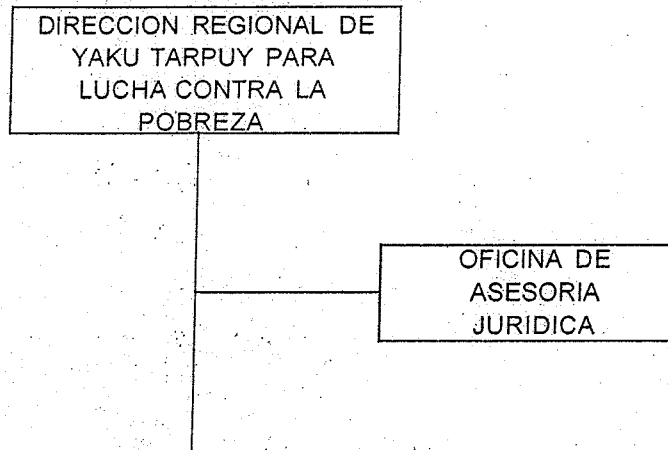 DIRECCION REGIONAL DE
YAKU TARPUY PARA
LUCHA CONTRA LA
POBREZA
OFICINA DE
ASESORIA
JURIDICA